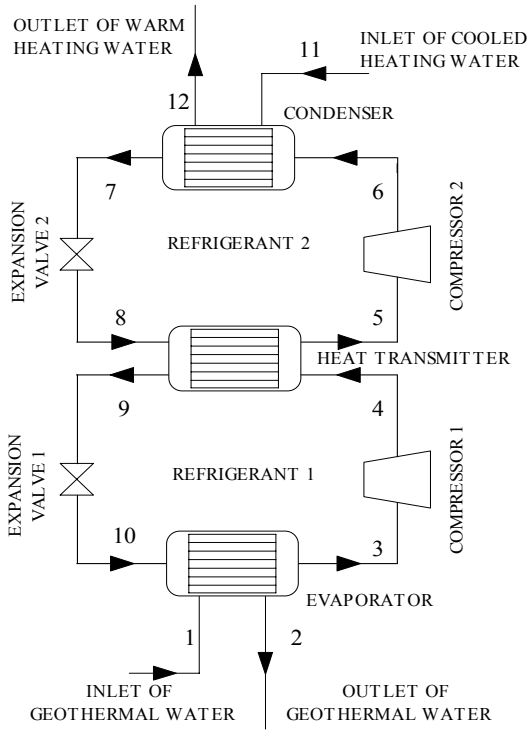 OUTLET OF WARM
HEATING WATER
11
INLET OF COOLED
HEATING WATER
12
CONDENSER
7
6
EXPANSION
VALVE 2
REFRIGERANT 2
COMPRESSOR 2
8
5
HEAT TRANSMITTER
9
4
EXPANSION
VALVE 1
REFRIGERANT 1
COMPRESSOR 1
10
3
EVAPORATOR
1
2
INLET OF
GEOTHERMAL WATER
OUTLET OF
GEOTHERMAL WATER